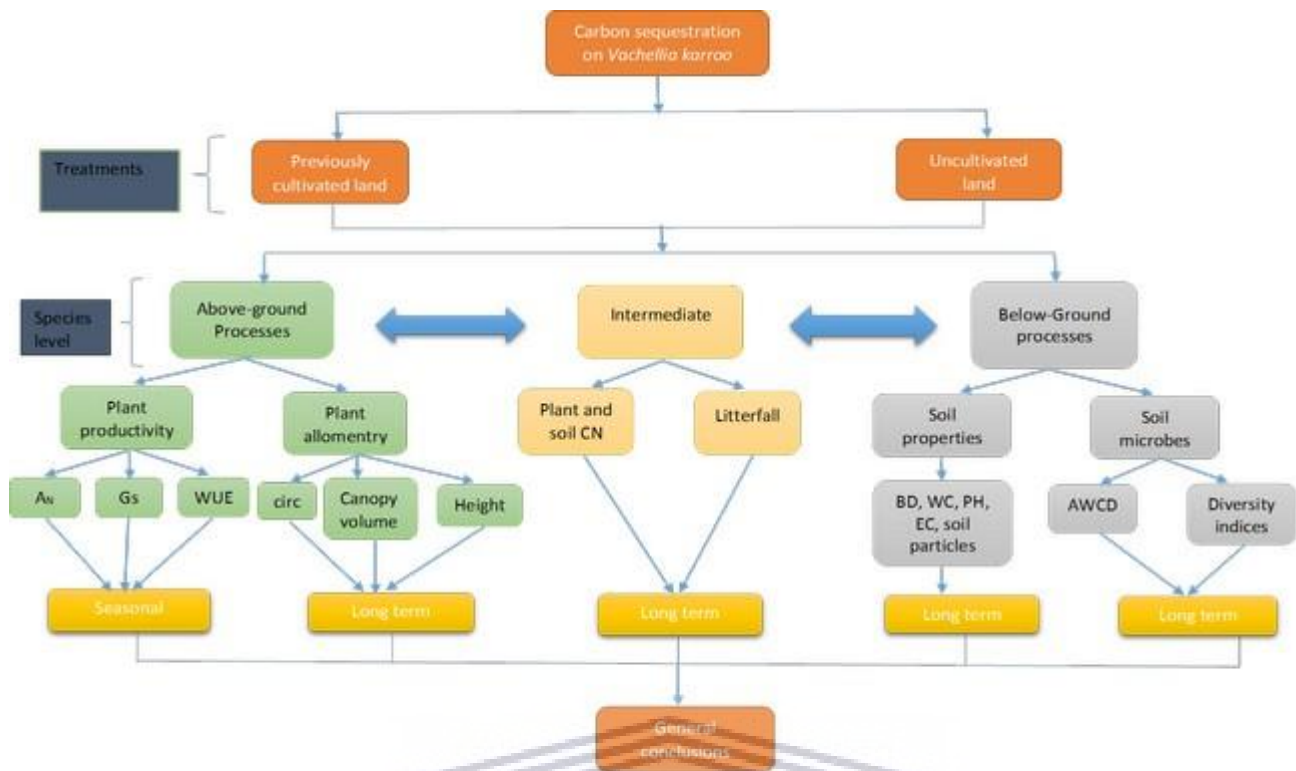 Carbon sequestration
on Vachellia karroo
Treatments
Previously
cultivated land
Uncultivated
land
Species
level
Above-ground
Processes
Intermediate
Below-Ground
processes
Plant
productivity
Plant
allomentry
Plant and
soil CN
Litterfall
Soil
properties
Soil
microbes
AN
Gs
WUE
circ
Canopy
volume
Height
BD, WC, PH,
EC, soil
particles
AWCD
Diversity
indices
Seasonal
Long term
Long term
Long term
Long term
General
conclusions